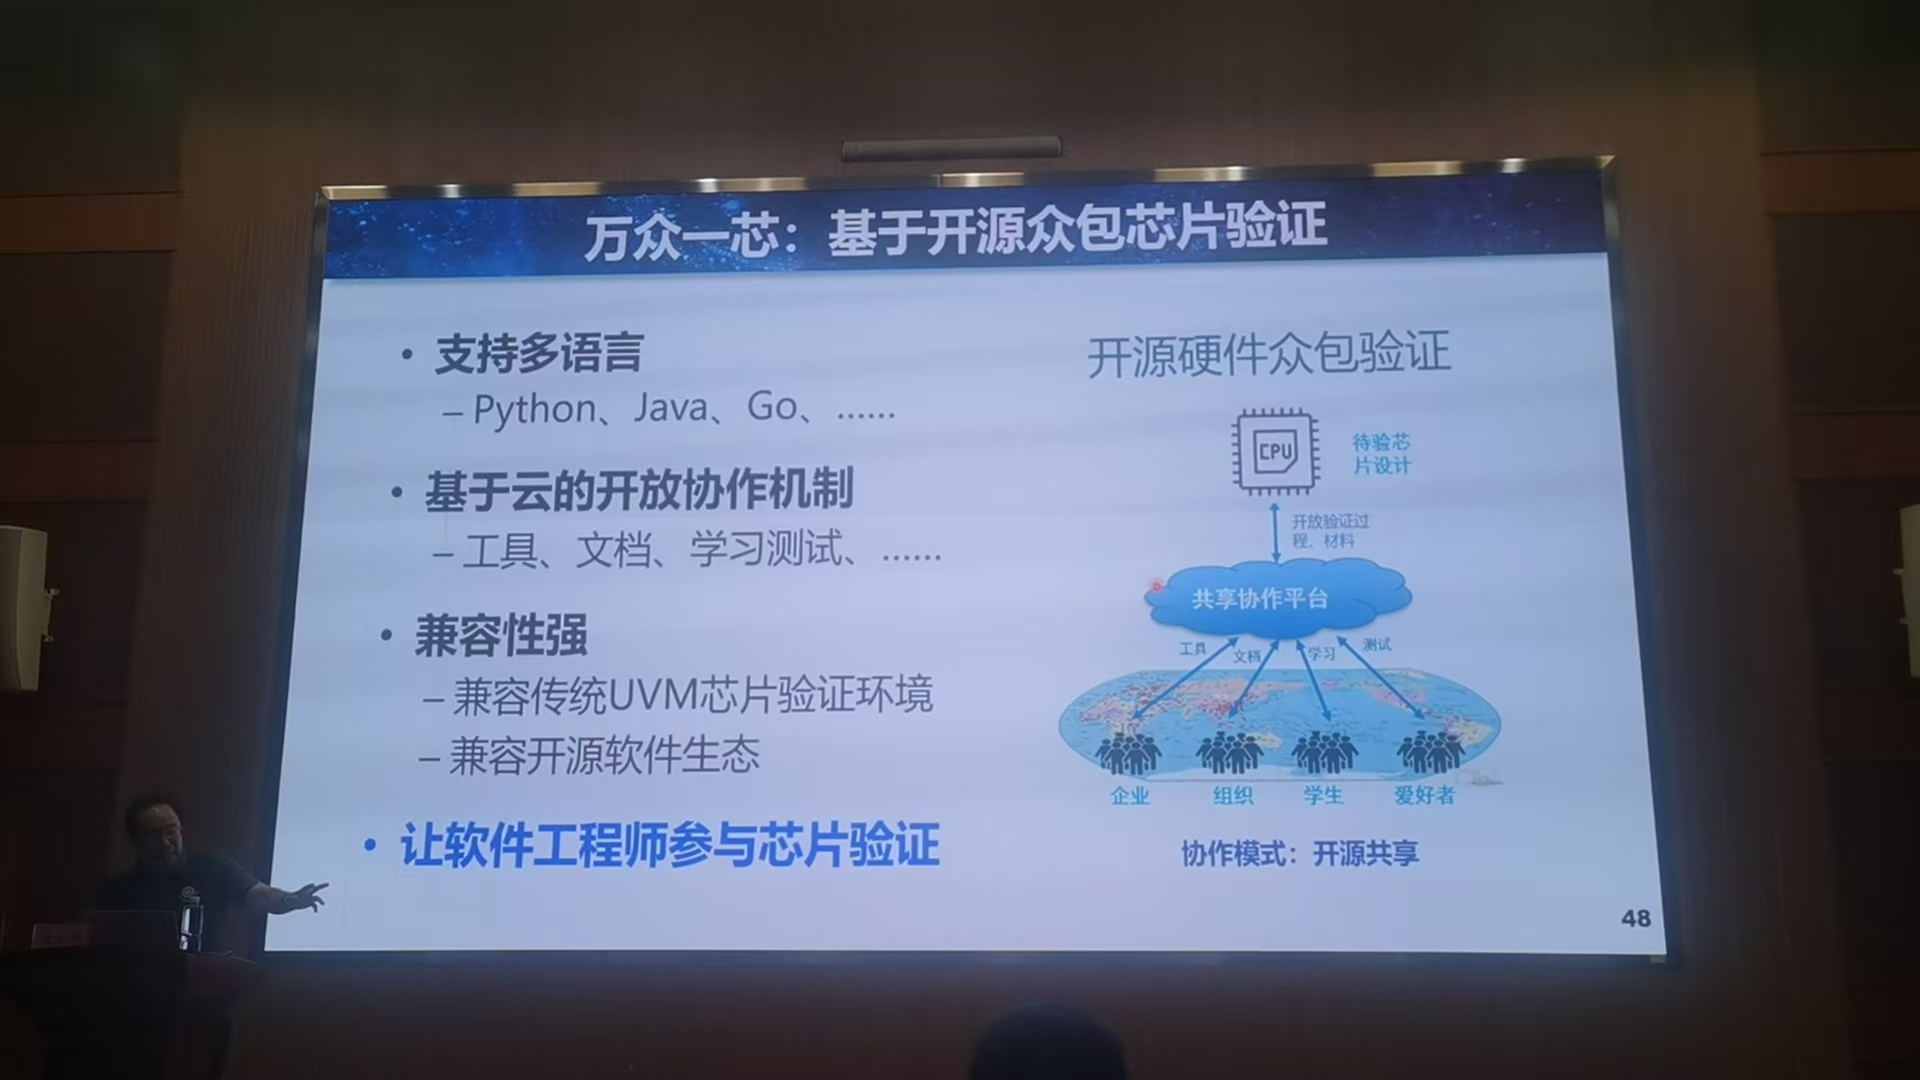 万众一芯：基于开源众包芯片验证
• 支持多语言
– Python、Java、Go、……
• 基于云的开放协作机制
– 工具、文档、学习测试、……
• 兼容性强
– 兼容传统UVM芯片验证环境
– 兼容开源软件生态
• 让软件工程师参与芯片验证
开源硬件众包验证
CPU
待验芯
片设计
开放验证过
程、材料
共享协作平台
工具
文档
学习
测试
企业
组织
学生
爱好者
协作模式：开源共享
48